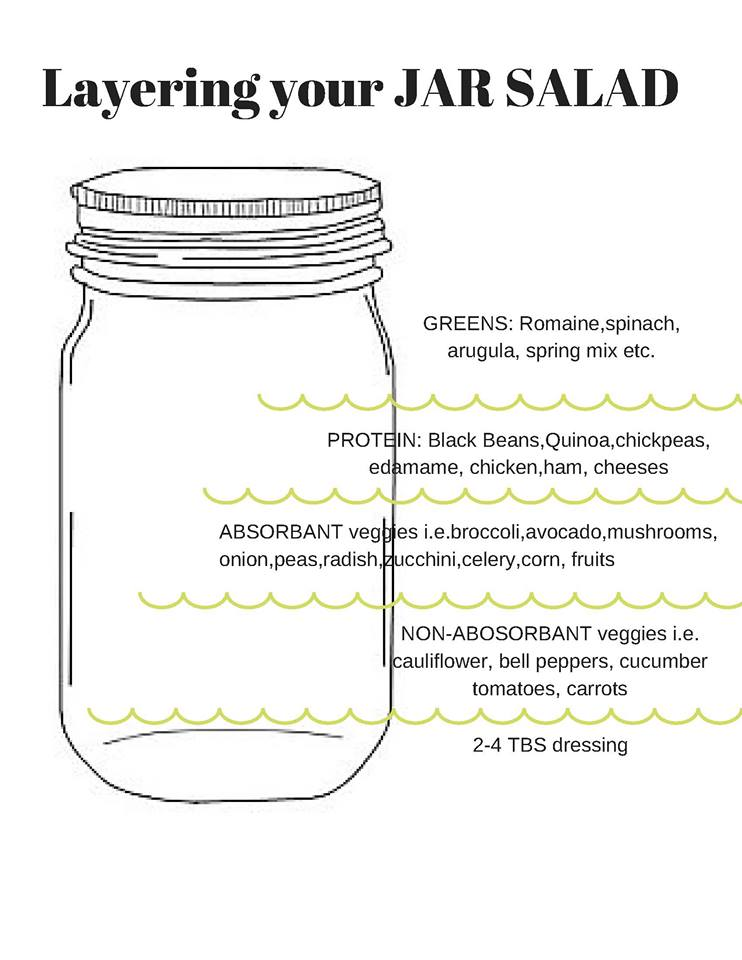 Layering your JAR SALAD
GREENS: Romaine,spinach,
arugula, spring mix etc.
PROTEIN: Black Beans,Quinoa,chickpeas,
edamame, chicken,ham, cheeses
ABSORBANT veggies i.e.broccoli,avocado,mushrooms,
onion,peas,radish,zucchini,celery,corn, fruits
NON-ABOSORBANT veggies i.e.
cauliflower, bell peppers, cucumber
tomatoes, carrots
2-4 TBS dressing